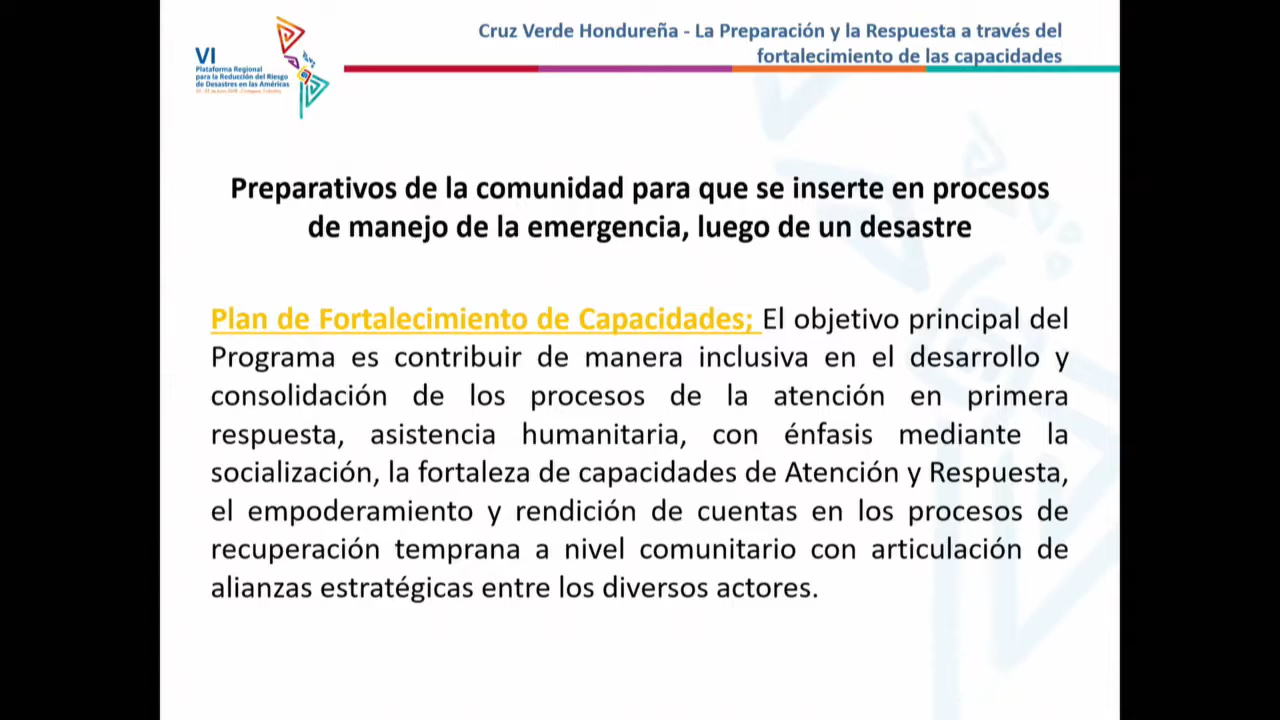 Cruz Verde Hondureña - La Preparación y la Respuesta a través del
fortalecimiento de las capacidades
VI
Plataforma Regional
para la Reducción del Riesgo
de Desastres en las Américas
Preparativos de la comunidad para que se inserte en procesos
de manejo de la emergencia, luego de un desastre
Plan de Fortalecimiento de Capacidades; El objetivo principal del
Programa es contribuir de manera inclusiva en el desarrollo y
consolidación de los procesos de la atención en primera
respuesta, asistencia humanitaria, con énfasis mediante la
socialización, la fortaleza de capacidades de Atención y Respuesta,
el empoderamiento y rendición de cuentas en los procesos de
recuperación temprana a nivel comunitario con articulación de
alianzas estratégicas entre los diversos actores.